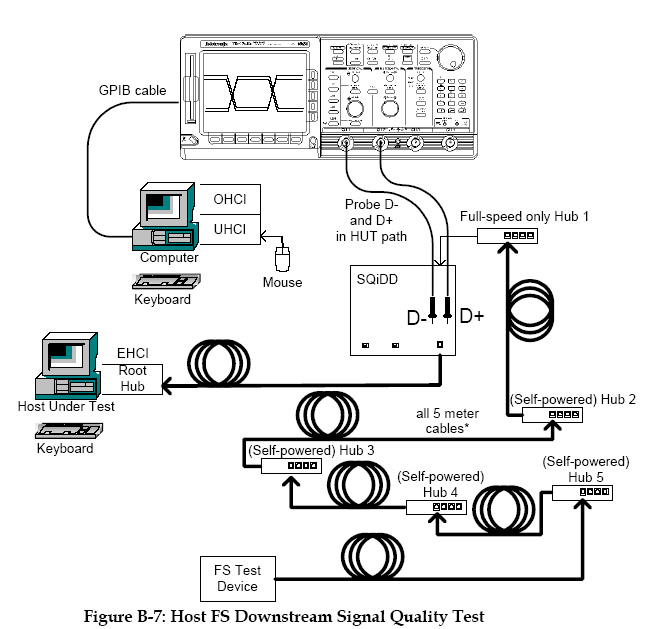 Tektronix
GPIB cable
OHCI
UHCI
Computer
Mouse
Keyboard
Probe D-
and D+
in HUT path
Full-speed only Hub 1
SQiDD
D-
D+
EHCI
Root
Hub
Host Under Test
Keyboard
all 5 meter
cables*
(Self-powered) Hub 2
(Self-powered) Hub 3
(Self-powered)
Hub 4
(Self-powered)
Hub 5
FS Test
Device
Figure B-7: Host FS Downstream Signal Quality Test